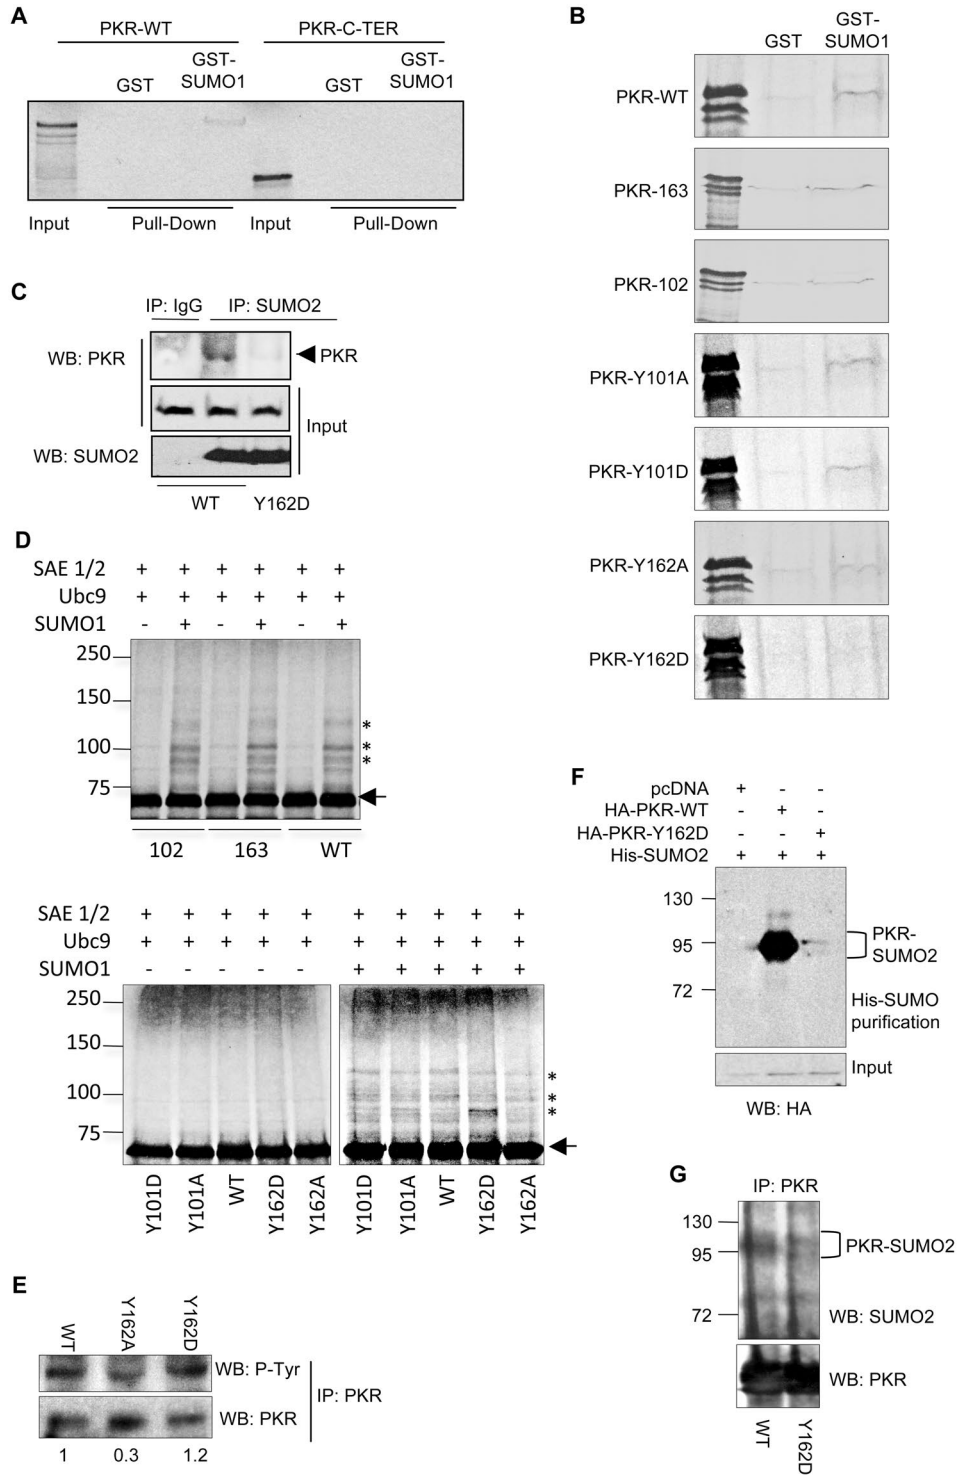 A
PKR-WT PKR-C-TER
GST GST-
SUMO1 GST GST-
SUMO1
Input Pull-Down Input Pull-Down
B
GST GST-
SUMO1
PKR-WT
PKR-163
PKR-102
PKR-Y101A
PKR-Y101D
PKR-Y162A
PKR-Y162D
C
IP: IgG IP: SUMO2
WB: PKR PKR
Input
WB: SUMO2
WT Y162D
D
SAE 1/2 + + + + + +
Ubc9 + + + + + +
SUMO1 - + - + - +
250
150
*
100 *
*
75
102 163 WT
SAE 1/2 + + + + + + + + + +
Ubc9 + + + + + + + + + +
SUMO1 - - - - - + + + + +
250
150
*
100 *
*
75
Y101D Y101A WT Y162D Y162A Y101D Y101A WT Y162D Y162A
E
WT Y162A Y162D
WB: P-Tyr
IP: PKR
WB: PKR
1 0.3 1.2
F
pcDNA + - -
HA-PKR-WT - + -
HA-PKR-Y162D - - +
His-SUMO2 + + +
130
95 PKR-
SUMO2
72
His-SUMO
purification
Input
WB: HA
G
IP: PKR
130
PKR-SUMO2
95
72 WB: SUMO2
WB: PKR
WT Y162D